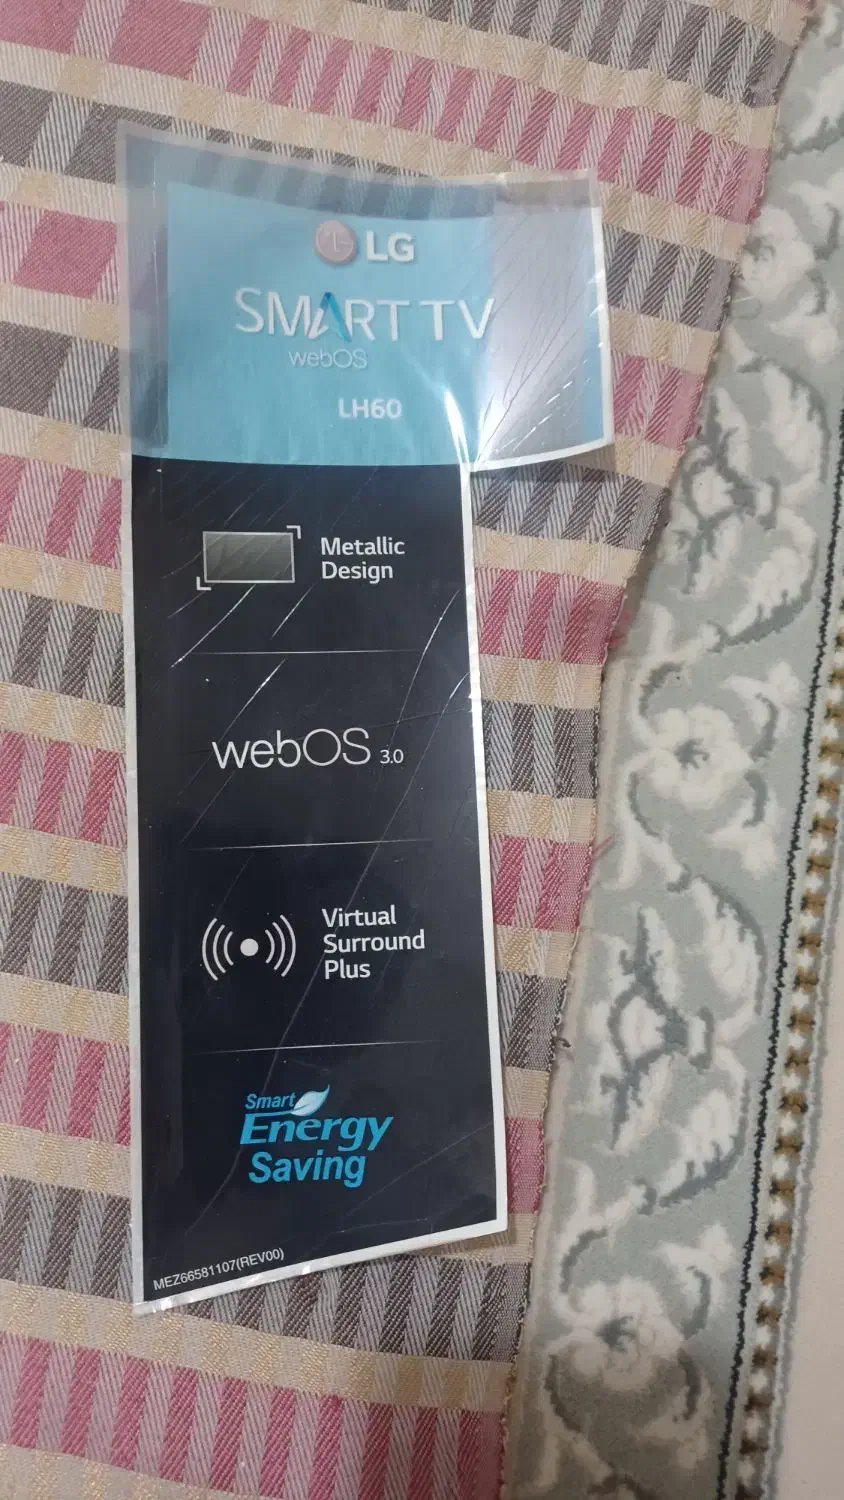 LG
SMART TV
webOS
LH60
Metallic
Design
webOS 3.0
Virtual
Surround
Plus
Smart
Energy
Saving
MEZ66581107(REV00)